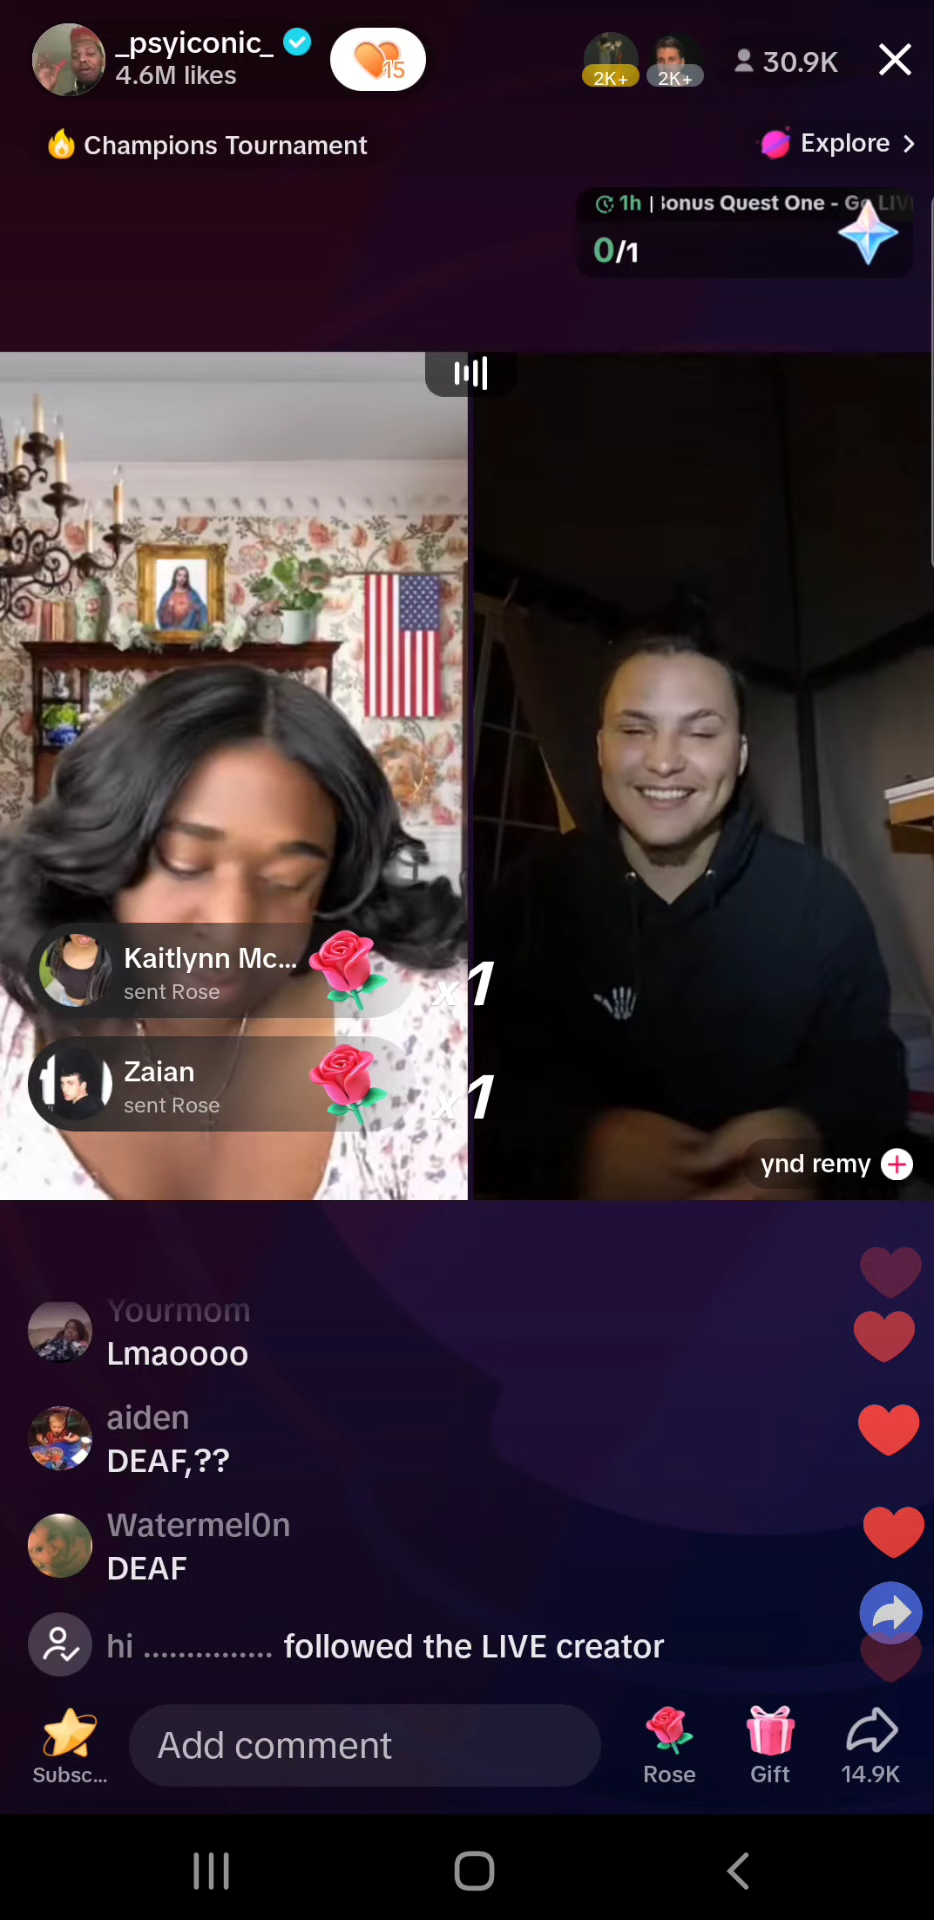 _psyiconic_
4.6M likes
15
2K+
2K+
30.9K
Champions Tournament
Explore >
1h | Bonus Quest One - Go LIV
0/1
Kaitlynn Mc...
sent Rose
x1
Zaian
sent Rose
x1
ynd remy
Yourmom
Lmaoooo
aiden
DEAF,??
Watermel0n
DEAF
hi ............... followed the LIVE creator
Subsc...
Add comment
Rose
Gift
14.9K